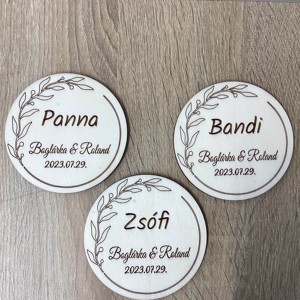 Panna
Boglárka & Roland
2023.07.29.
Bandi
Boglárka & Roland
2023.07.29.
Zsófi
Boglárka & Roland
2023.07.29.